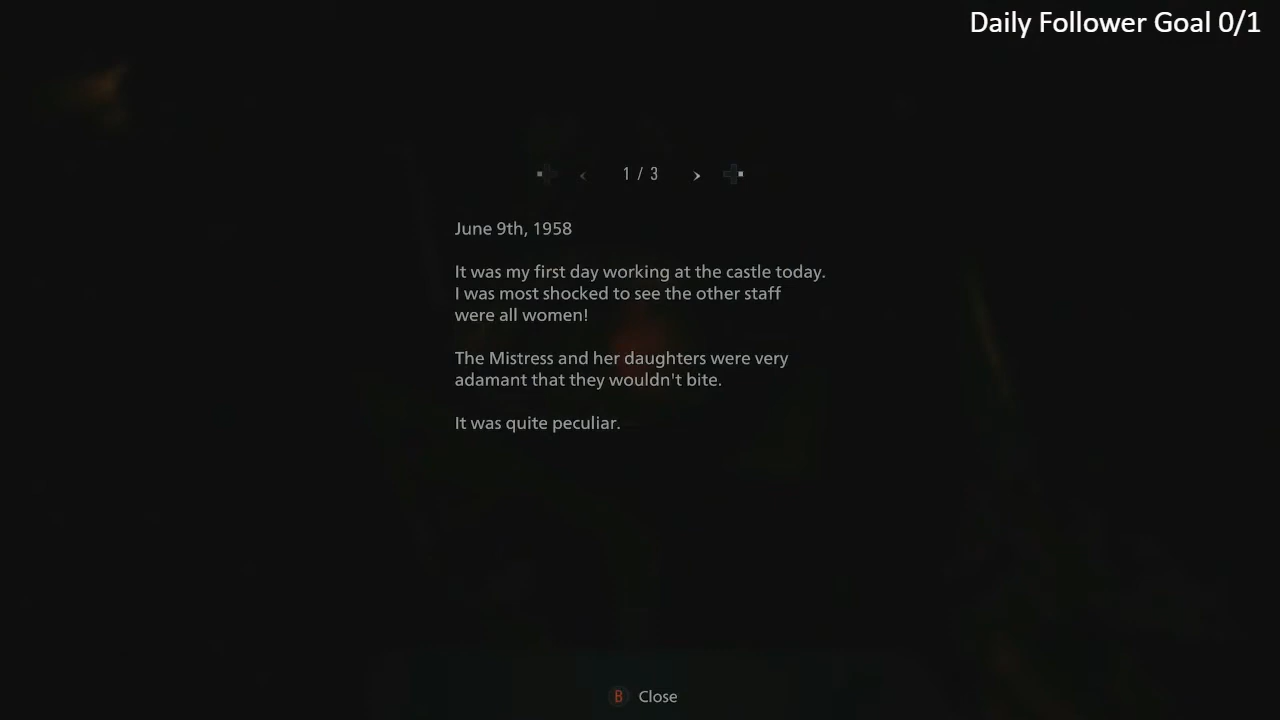 Daily Follower Goal 0/1
1 / 3
June 9th, 1958
It was my first day working at the castle today.
I was most shocked to see the other staff
were all women!
The Mistress and her daughters were very
adamant that they wouldn't bite.
It was quite peculiar.
B Close